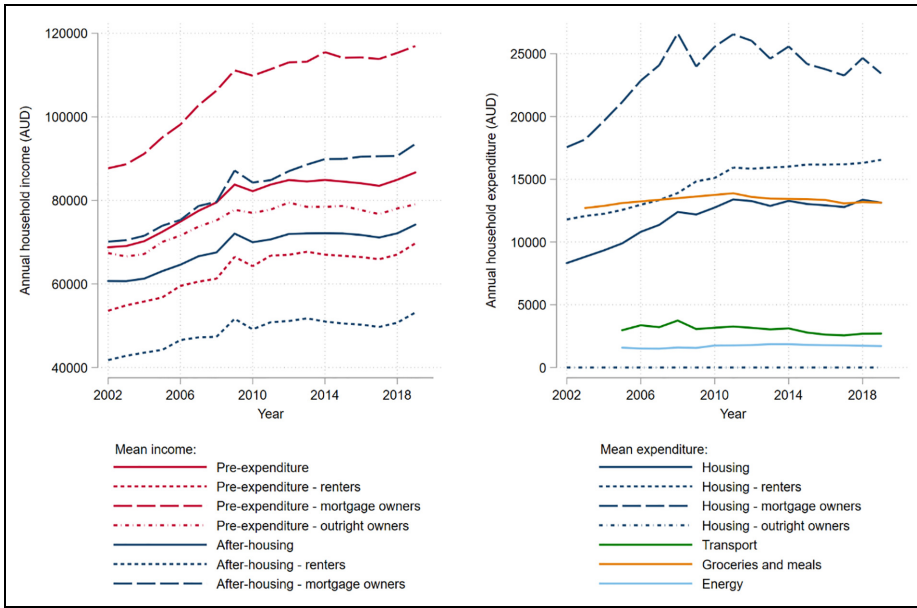 Annual household income (AUD)
120000
100000
80000
60000
40000
2002 2006 2010 2014 2018
Year
Mean income:
Pre-expenditure
Pre-expenditure - renters
Pre-expenditure - mortgage owners
Pre-expenditure - outright owners
After-housing
After-housing - renters
After-housing - mortgage owners
Annual household expenditure (AUD)
25000
20000
15000
10000
5000
0
2002 2006 2010 2014 2018
Year
Mean expenditure:
Housing
Housing - renters
Housing - mortgage owners
Housing - outright owners
Transport
Groceries and meals
Energy